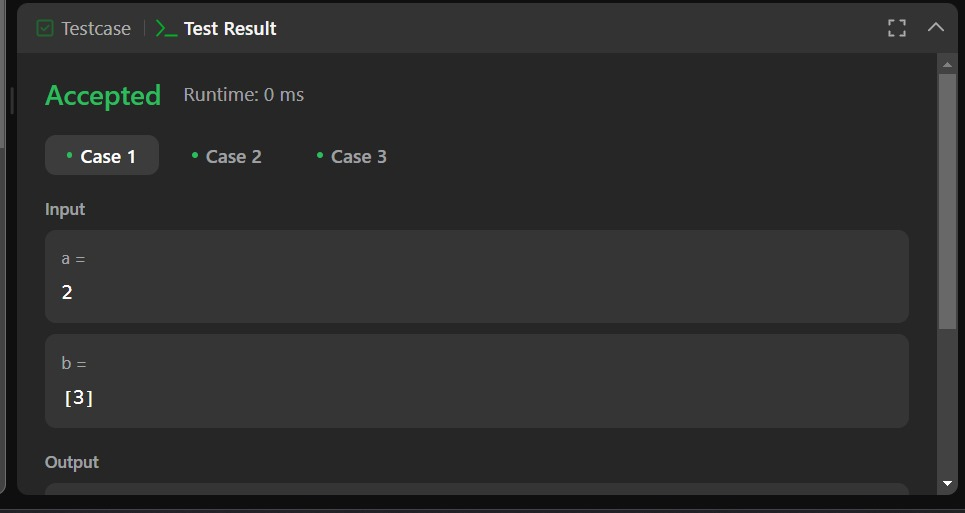 Testcase | Test Result
Accepted Runtime: 0 ms
Case 1 Case 2 Case 3
Input
a =
2
b =
[3]
Output